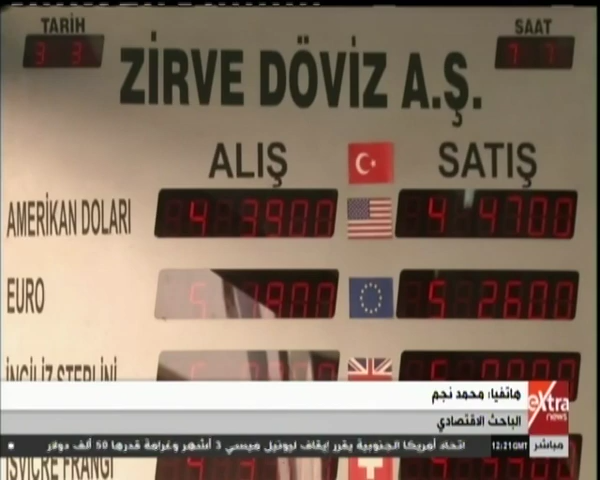 TARİH
SAAT
ZİRVE DÖVİZ A.Ş.
ALIŞ
SATIŞ
AMERİKAN DOLARI
4 3900
4 4700
EURO
5 1900
5 2600
İNGİLİZ STERLİNİ
هاتفيا: محمد نجم
الباحث الاقتصادي
eXtra
news
مباشر
12:21 GMT
اتحاد أمريكا الجنوبية يقرر إيقاف ليونيل ميسي 3 أشهر وغرامة قدرها 50 ألف دولار
İSVİÇRE FRANGI